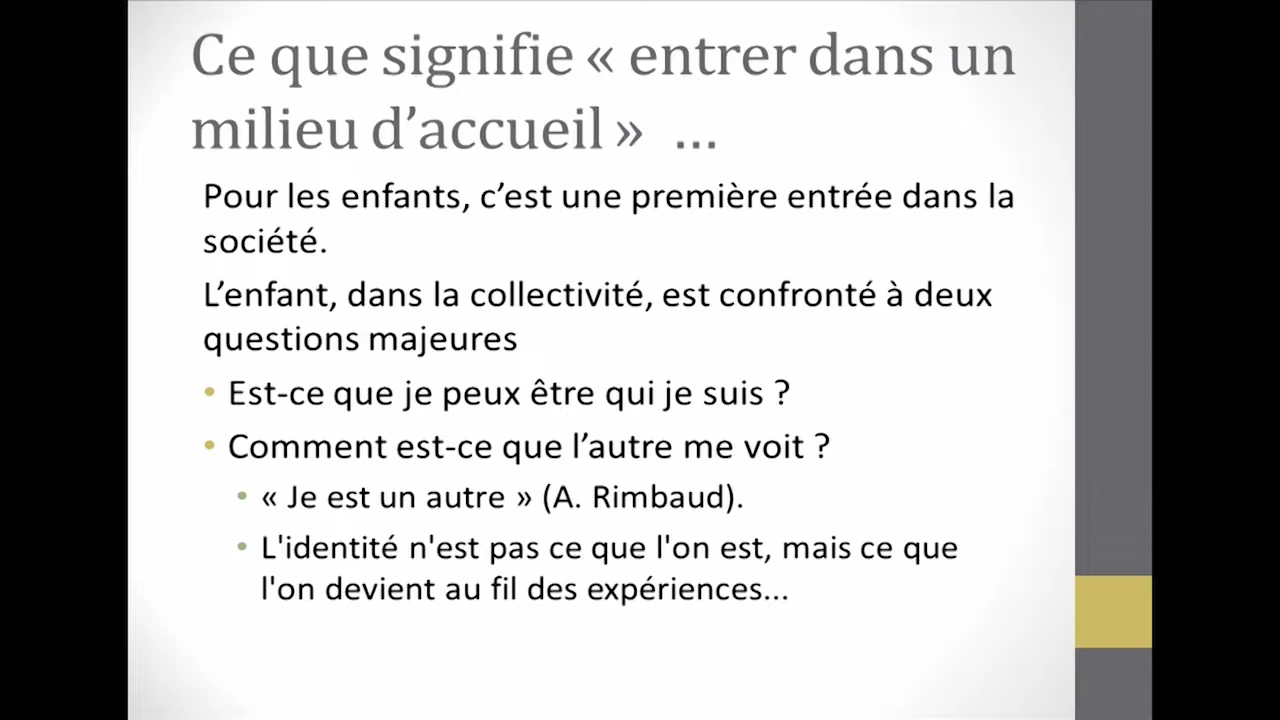 Ce que signifie « entrer dans un
milieu d’accueil » …
Pour les enfants, c’est une première entrée dans la
société.
L’enfant, dans la collectivité, est confronté à deux
questions majeures
• Est-ce que je peux être qui je suis ?
• Comment est-ce que l’autre me voit ?
• « Je est un autre » (A. Rimbaud).
• L'identité n'est pas ce que l'on est, mais ce que
l'on devient au fil des expériences...